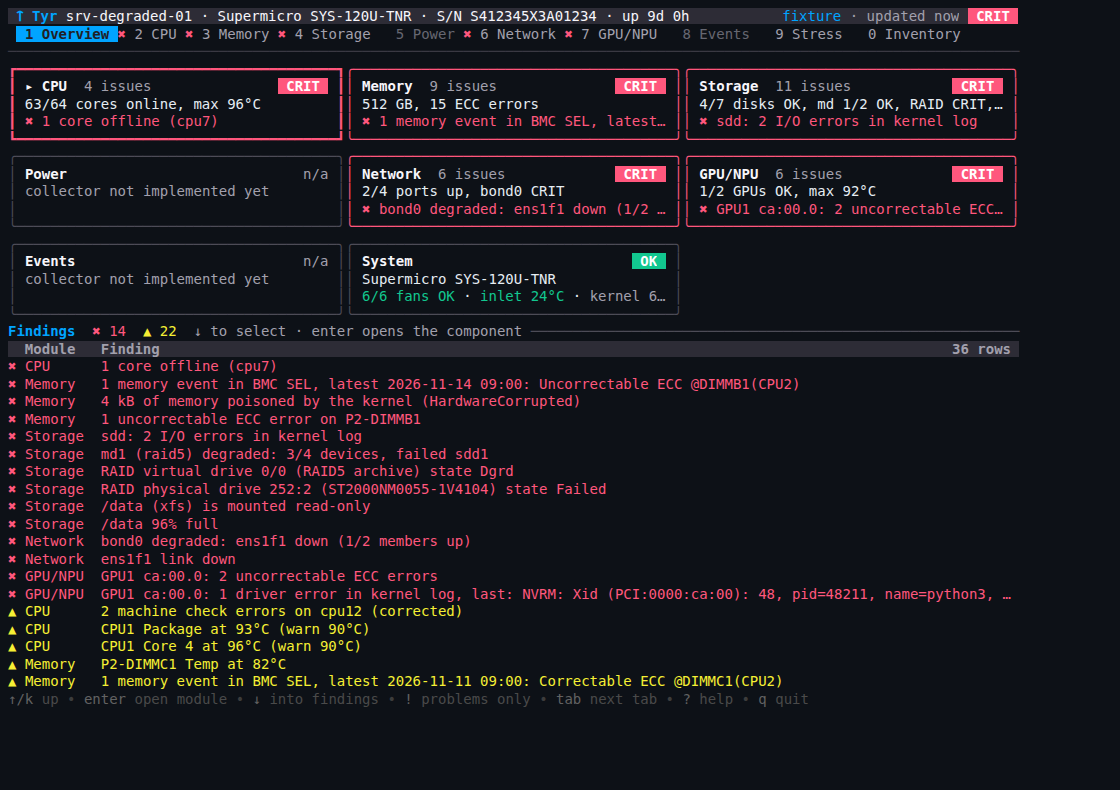 ↑ Tyr srv-degraded-01 · Supermicro SYS-120U-TNR · S/N S412345X3A01234 · up 9d 0h fixture · updated now CRIT
1 Overview ✖ 2 CPU ✖ 3 Memory ✖ 4 Storage 5 Power ✖ 6 Network ✖ 7 GPU/NPU 8 Events 9 Stress 0 Inventory
▸ CPU 4 issues CRIT
63/64 cores online, max 96°C
✖ 1 core offline (cpu7)
Memory 9 issues CRIT
512 GB, 15 ECC errors
✖ 1 memory event in BMC SEL, latest…
Storage 11 issues CRIT
4/7 disks OK, md 1/2 OK, RAID CRIT,…
✖ sdd: 2 I/O errors in kernel log
Power n/a
collector not implemented yet
Network 6 issues CRIT
2/4 ports up, bond0 CRIT
✖ bond0 degraded: ens1f1 down (1/2 …
GPU/NPU 6 issues CRIT
1/2 GPUs OK, max 92°C
✖ GPU1 ca:00.0: 2 uncorrectable ECC…
Events n/a
collector not implemented yet
System OK
Supermicro SYS-120U-TNR
6/6 fans OK · inlet 24°C · kernel 6…
Findings ✖ 14 ▲ 22 ↓ to select · enter opens the component
Module Finding 36 rows
✖ CPU 1 core offline (cpu7)
✖ Memory 1 memory event in BMC SEL, latest 2026-11-14 09:00: Uncorrectable ECC @DIMMB1(CPU2)
✖ Memory 4 kB of memory poisoned by the kernel (HardwareCorrupted)
✖ Memory 1 uncorrectable ECC error on P2-DIMMB1
✖ Storage sdd: 2 I/O errors in kernel log
✖ Storage md1 (raid5) degraded: 3/4 devices, failed sdd1
✖ Storage RAID virtual drive 0/0 (RAID5 archive) state Dgrd
✖ Storage RAID physical drive 252:2 (ST2000NM0055-1V4104) state Failed
✖ Storage /data (xfs) is mounted read-only
✖ Storage /data 96% full
✖ Network bond0 degraded: ens1f1 down (1/2 members up)
✖ Network ens1f1 link down
✖ GPU/NPU GPU1 ca:00.0: 2 uncorrectable ECC errors
✖ GPU/NPU GPU1 ca:00.0: 1 driver error in kernel log, last: NVRM: Xid (PCI:0000:ca:00): 48, pid=48211, name=python3, …
▲ CPU 2 machine check errors on cpu12 (corrected)
▲ CPU CPU1 Package at 93°C (warn 90°C)
▲ CPU CPU1 Core 4 at 96°C (warn 90°C)
▲ Memory P2-DIMMC1 Temp at 82°C
▲ Memory 1 memory event in BMC SEL, latest 2026-11-11 09:00: Correctable ECC @DIMMC1(CPU2)
↑/k up • enter open module • ↓ into findings • ! problems only • tab next tab • ? help • q quit